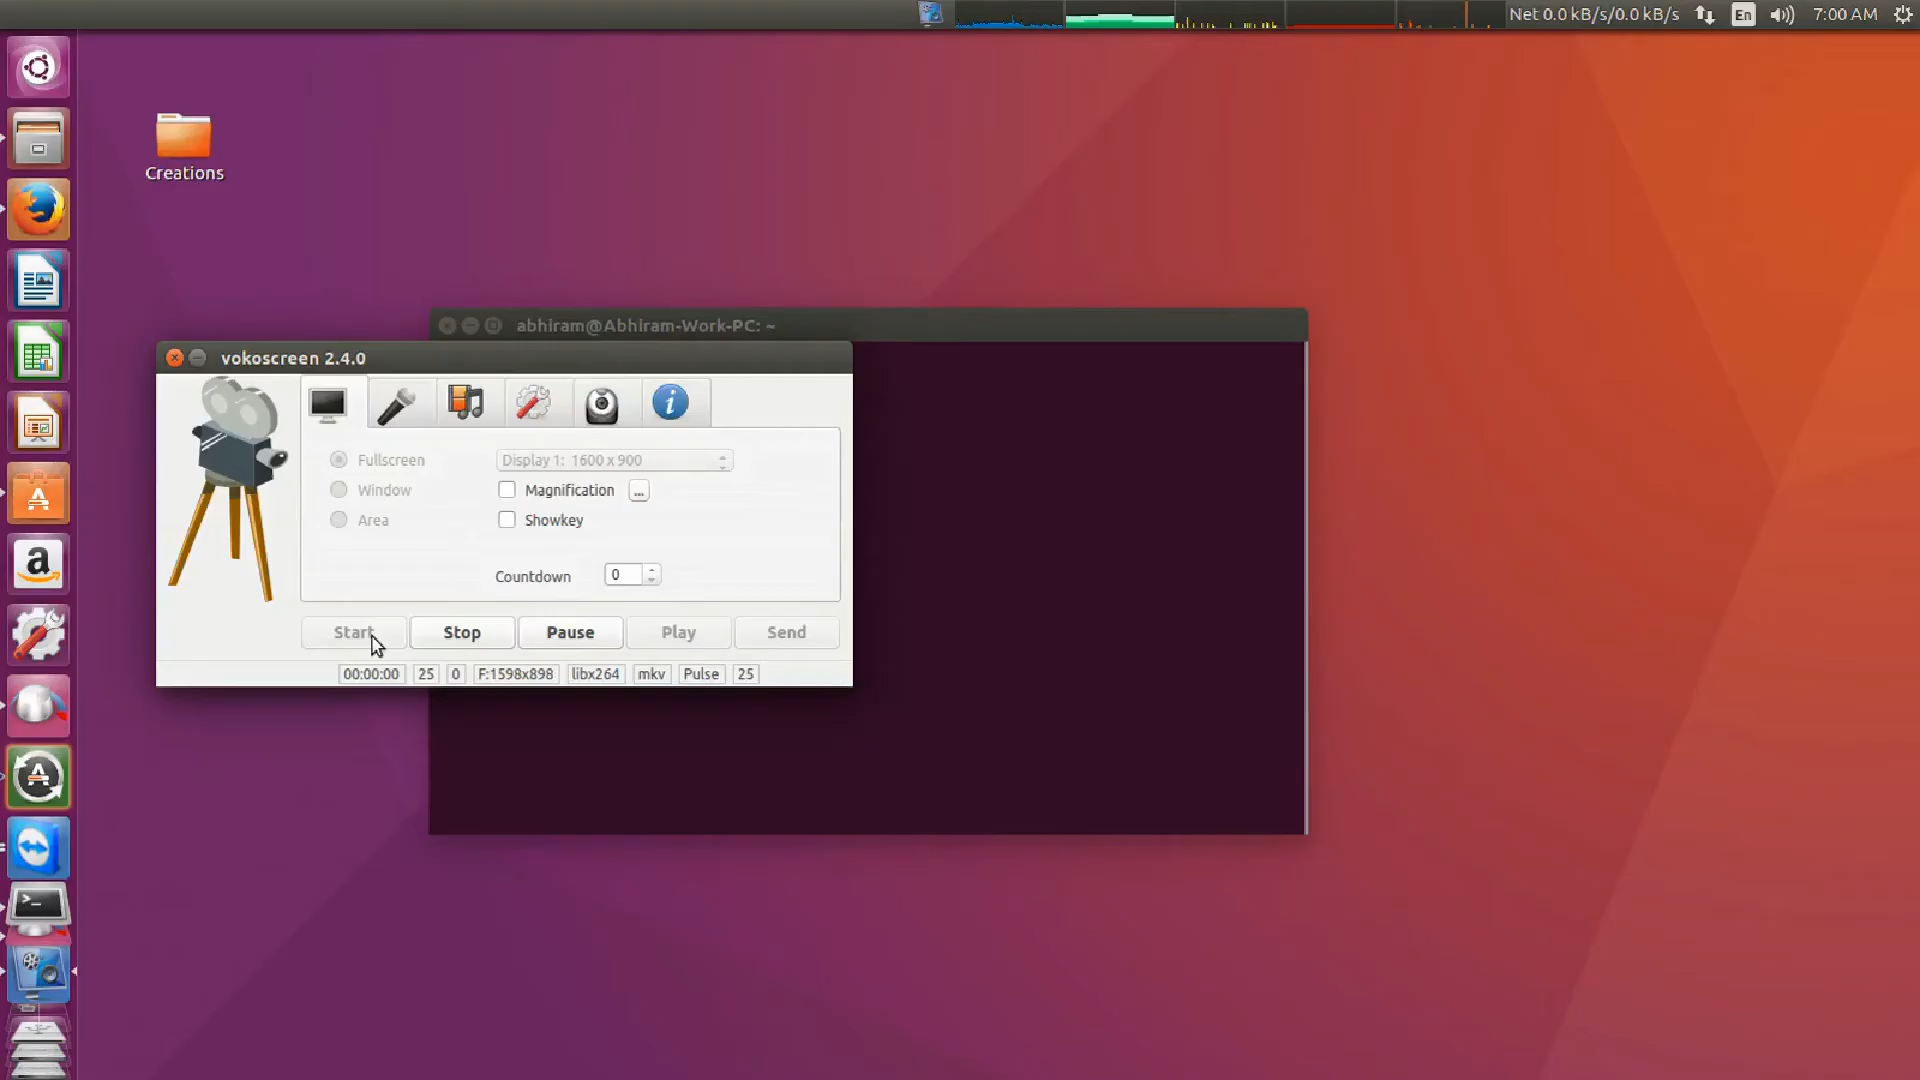 Net 0.0 kB/s/0.0 kB/s En 7:00 AM
Creations
abhiram@Abhiram-Work-PC: ~
vokoscreen 2.4.0
Fullscreen Display 1: 1600 x 900
Window Magnification ...
Area Showkey
Countdown 0
Start Stop Pause Play Send
00:00:00 25 0 F:1598x898 libx264 mkv Pulse 25